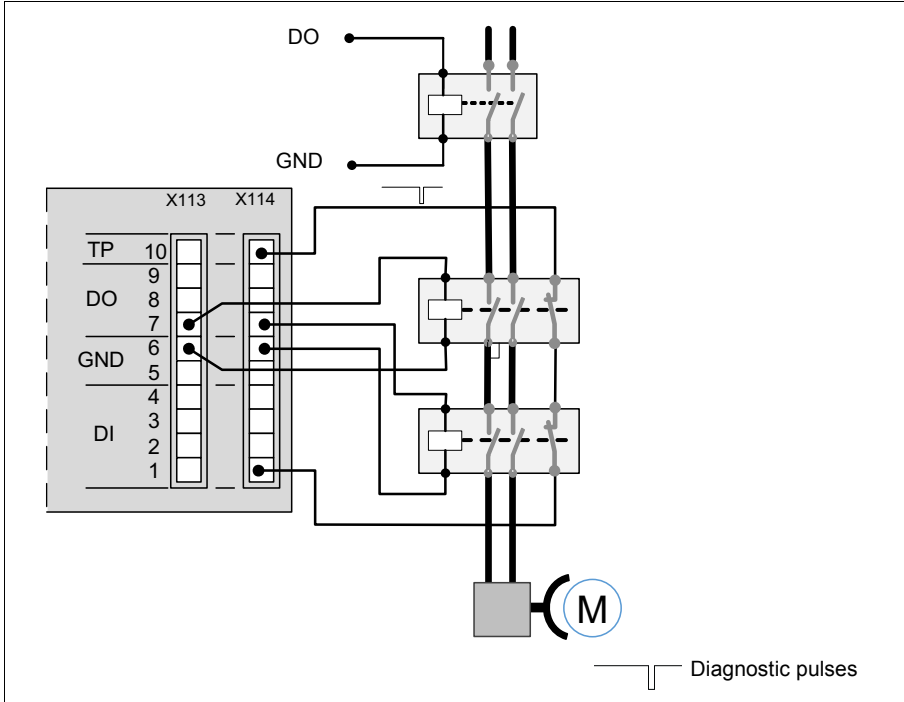 DO
GND
X113 X114
TP 10
9
DO 8
7
GND 6
5
4
DI 3
2
1
M
Diagnostic pulses